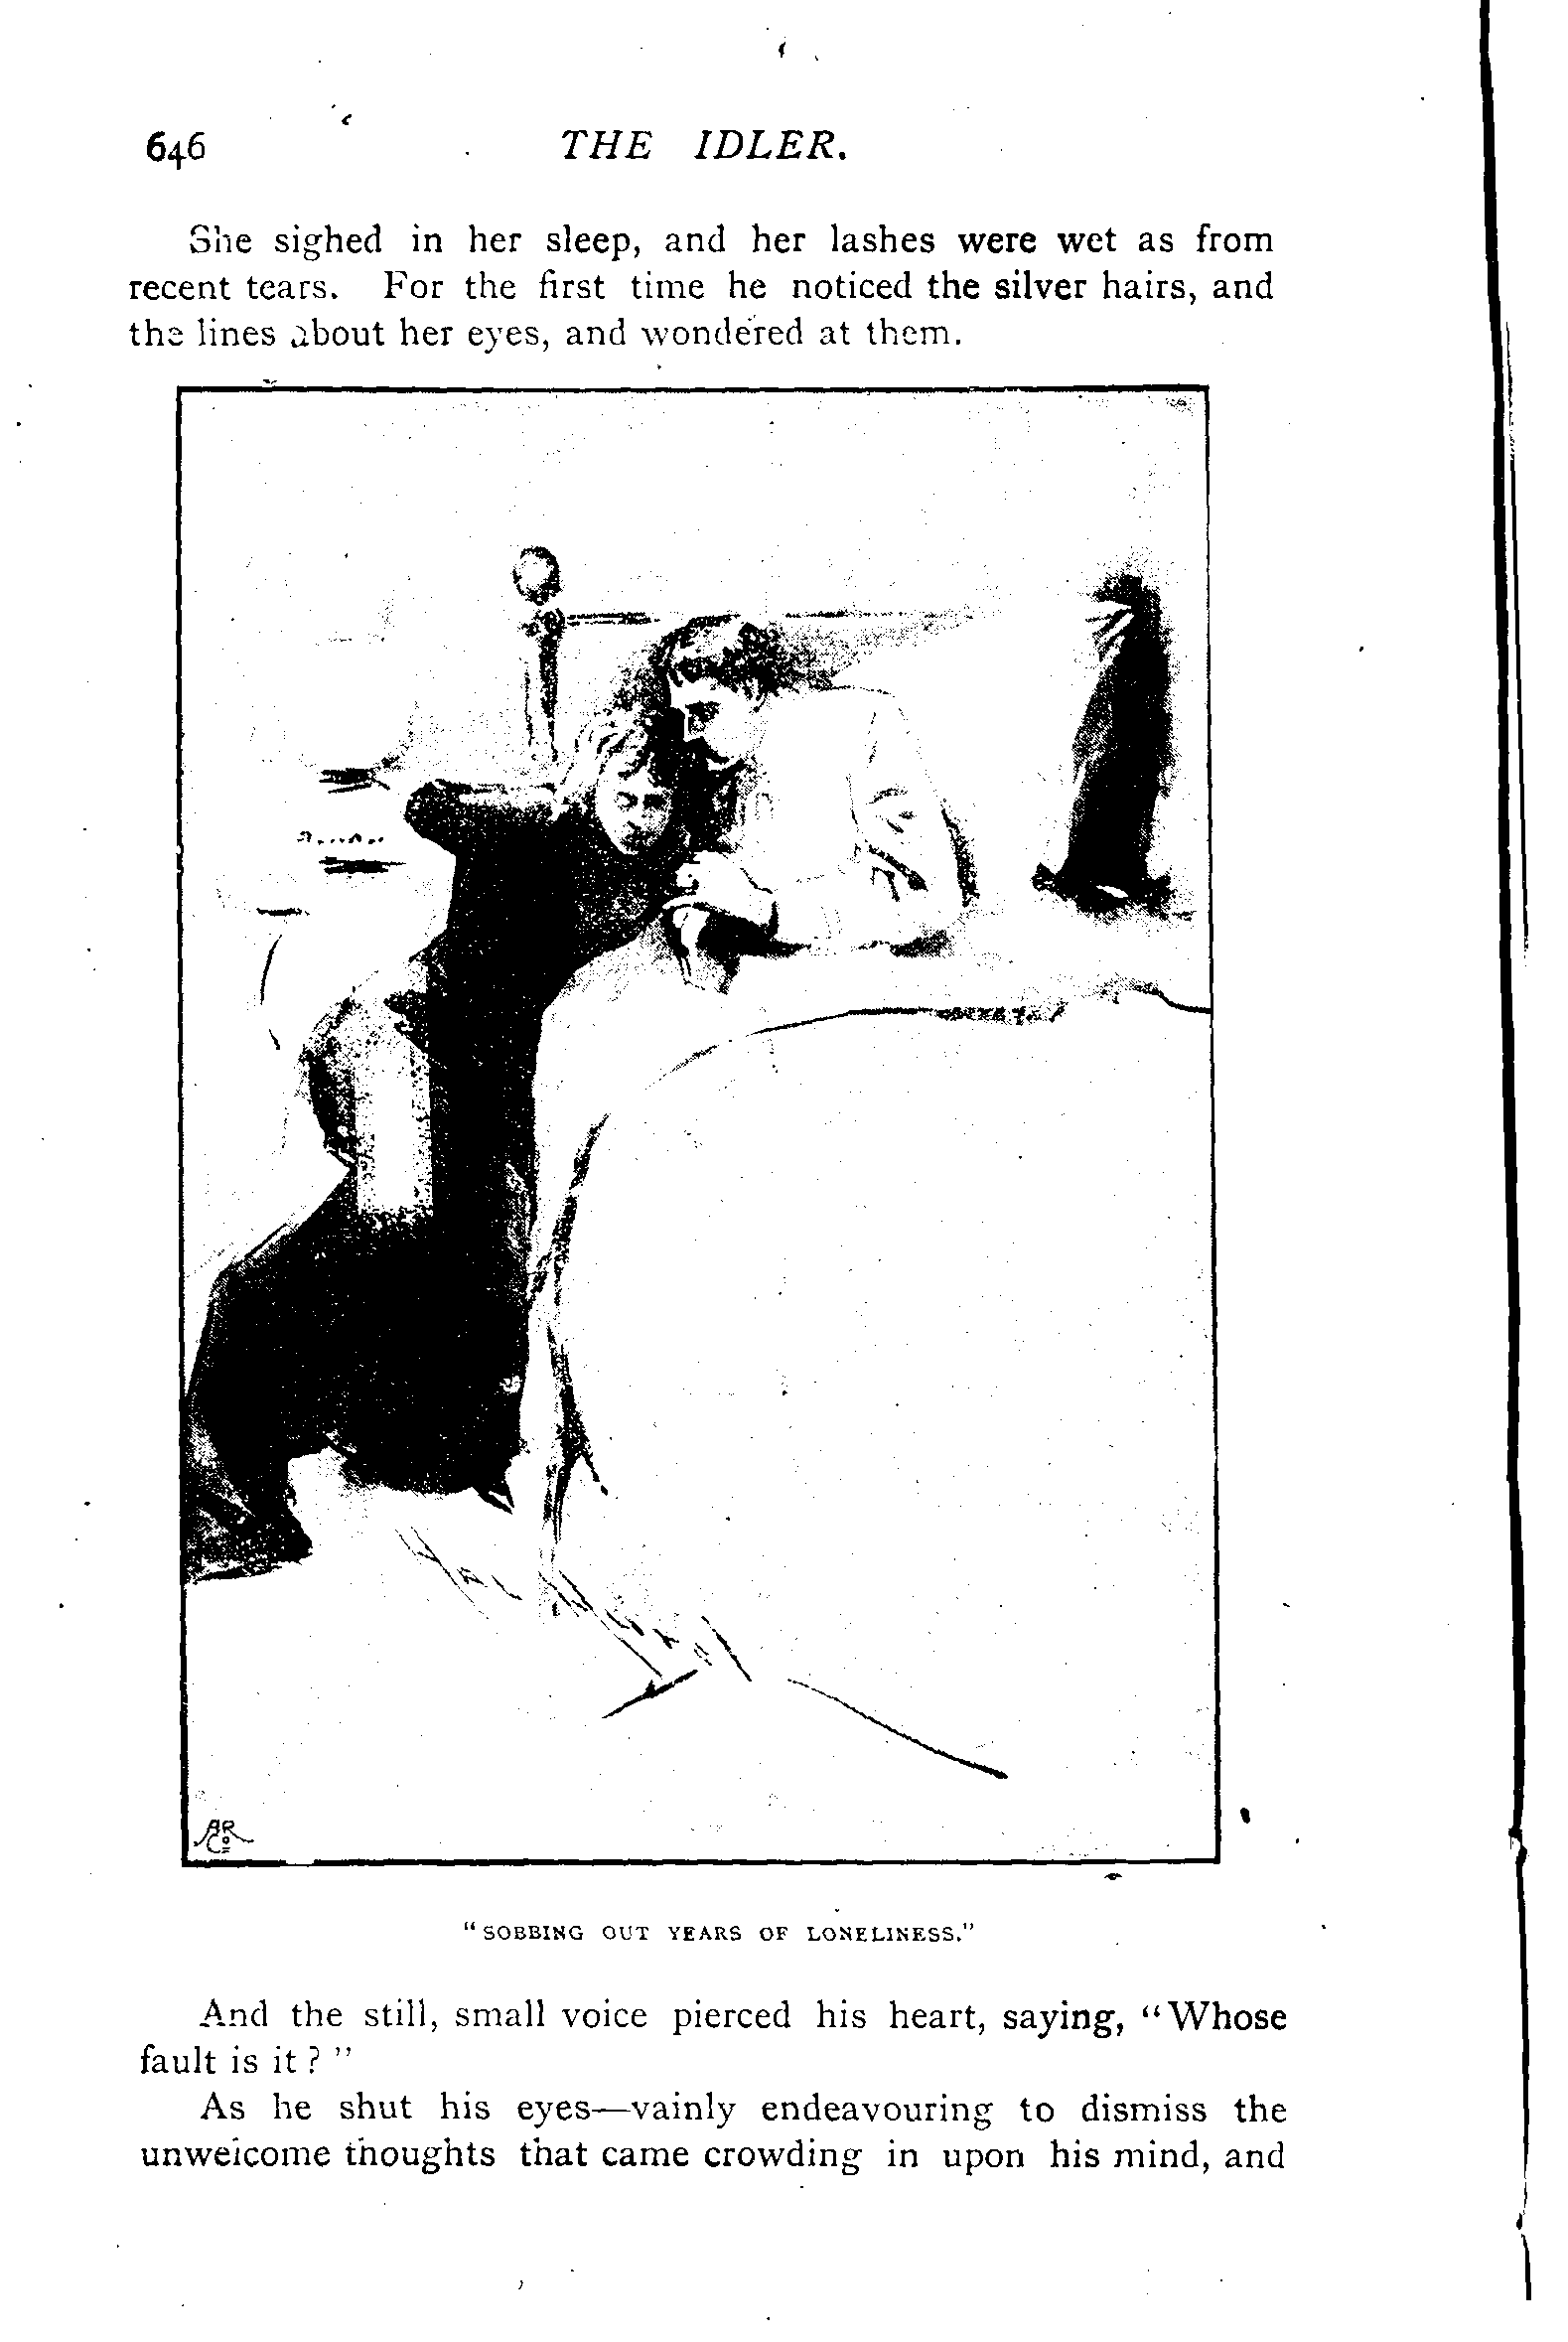 646 THE IDLER.
She sighed in her sleep, and her lashes were wet as from
recent tears. For the first time he noticed the silver hairs, and
the lines about her eyes, and wondered at them.
AR
Co
"SOBBING OUT YEARS OF LONELINESS."
And the still, small voice pierced his heart, saying, "Whose
fault is it?"
As he shut his eyes—vainly endeavouring to dismiss the
unwelcome thoughts that came crowding in upon his mind, and